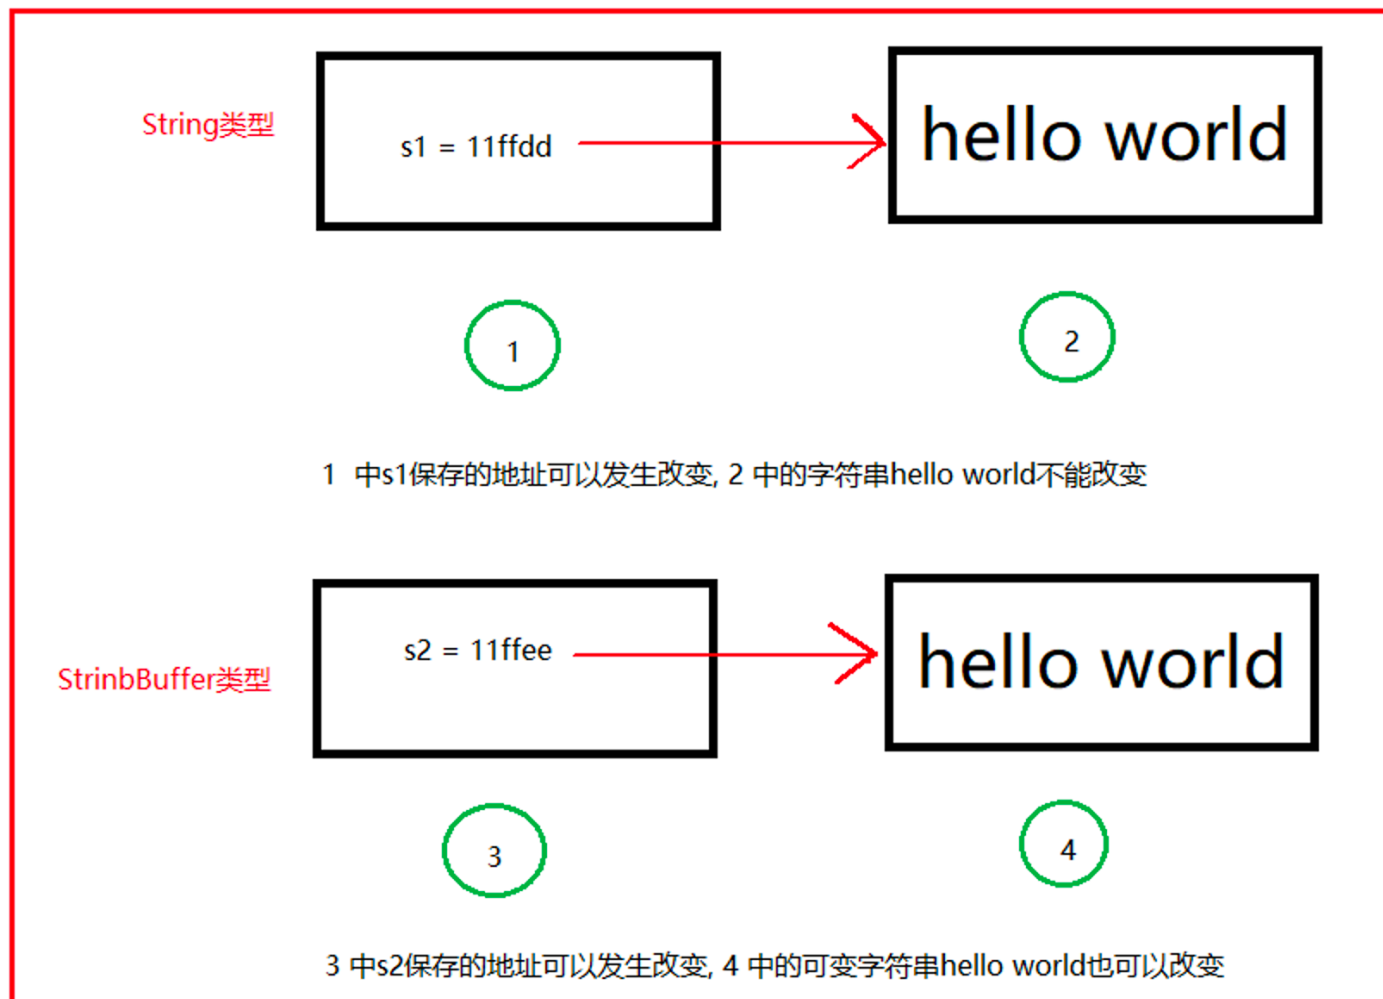 String类型
s1 = 11ffdd
hello world
1
2
1 中s1保存的地址可以发生改变, 2 中的字符串hello world不能改变
StrinbBuffer类型
s2 = 11ffee
hello world
3
4
3 中s2保存的地址可以发生改变, 4 中的可变字符串hello world也可以改变